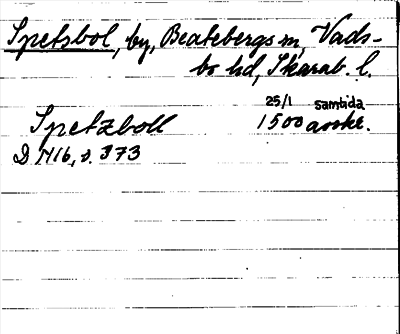 Spetsbol, by, Beatebergs sn, Vads-
bo hd, Skarab. l.
25/1 samtida
Spetzboll 1500 avskr.
D 1416, s. 373